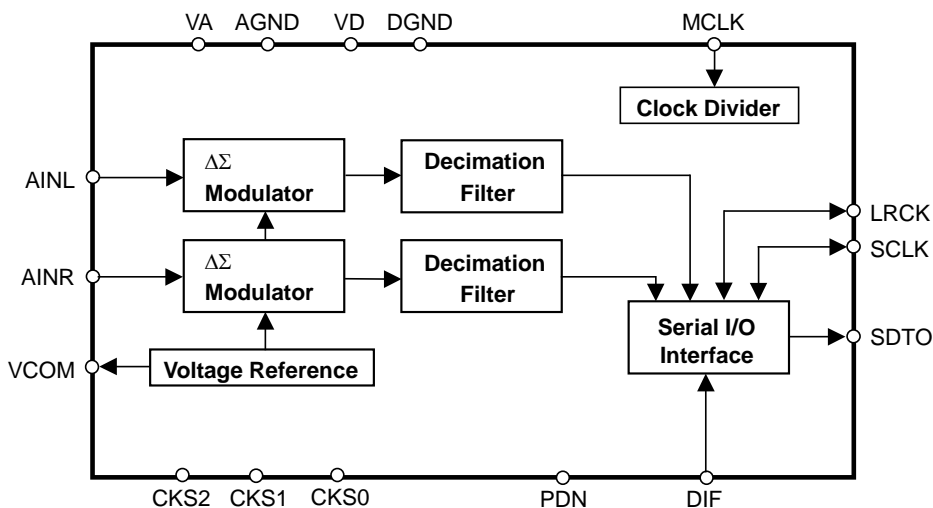 VA AGND VD DGND MCLK
Clock Divider
ΔΣ
Modulator
Decimation
Filter
AINL
LRCK
SCLK
ΔΣ
Modulator
Decimation
Filter
AINR
Serial I/O
Interface
SDTO
VCOM
Voltage Reference
CKS2 CKS1 CKS0 PDN DIF